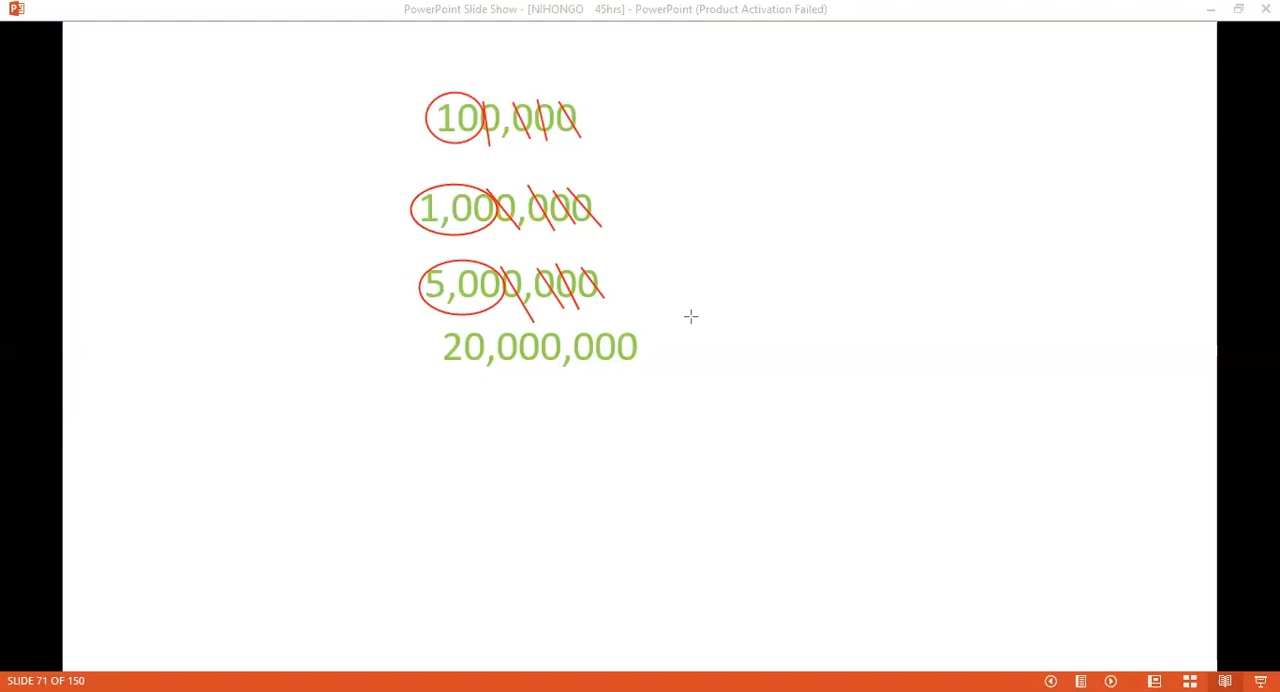 PowerPoint Slide Show - [NIHONGO 45hrs] - PowerPoint (Product Activation Failed)
100,000
1,000,000
5,000,000
20,000,000
SLIDE 71 OF 150